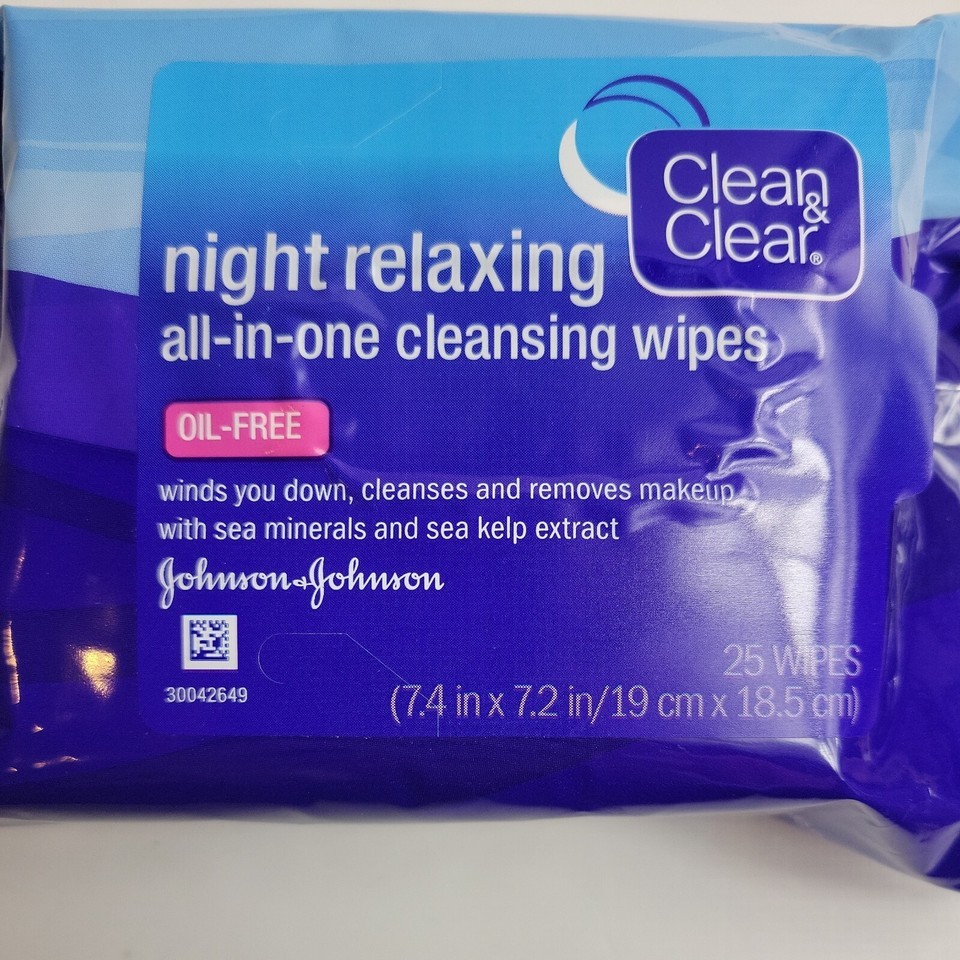 Clean
&
Clear®
night relaxing
all-in-one cleansing wipes
OIL-FREE
winds you down, cleanses and removes makeup
with sea minerals and sea kelp extract
Johnson+Johnson
30042649
25 WIPES
(7.4 in x 7.2 in/19 cm x 18.5 cm)